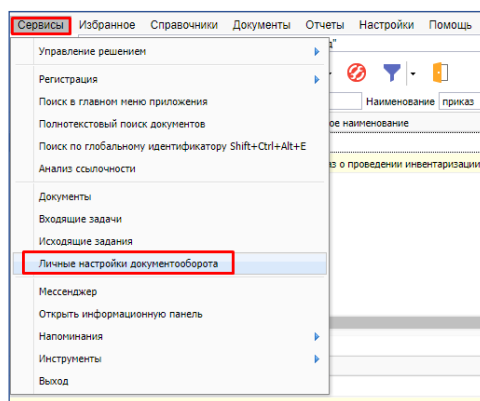 Сервисы Избранное Справочники Документы Отчеты Настройки Помощь
Управление решением
Регистрация
Поиск в главном меню приложения
Наименование приказ
Полнотекстовый поиск документов
ое наименование
Поиск по глобальному идентификатору Shift+Ctrl+Alt+E
Анализ ссылочности
аз о проведении инвентаризации
Документы
Входящие задачи
Исходящие задания
Личные настройки документооборота
Мессенджер
Открыть информационную панель
Напоминания
Инструменты
Выход